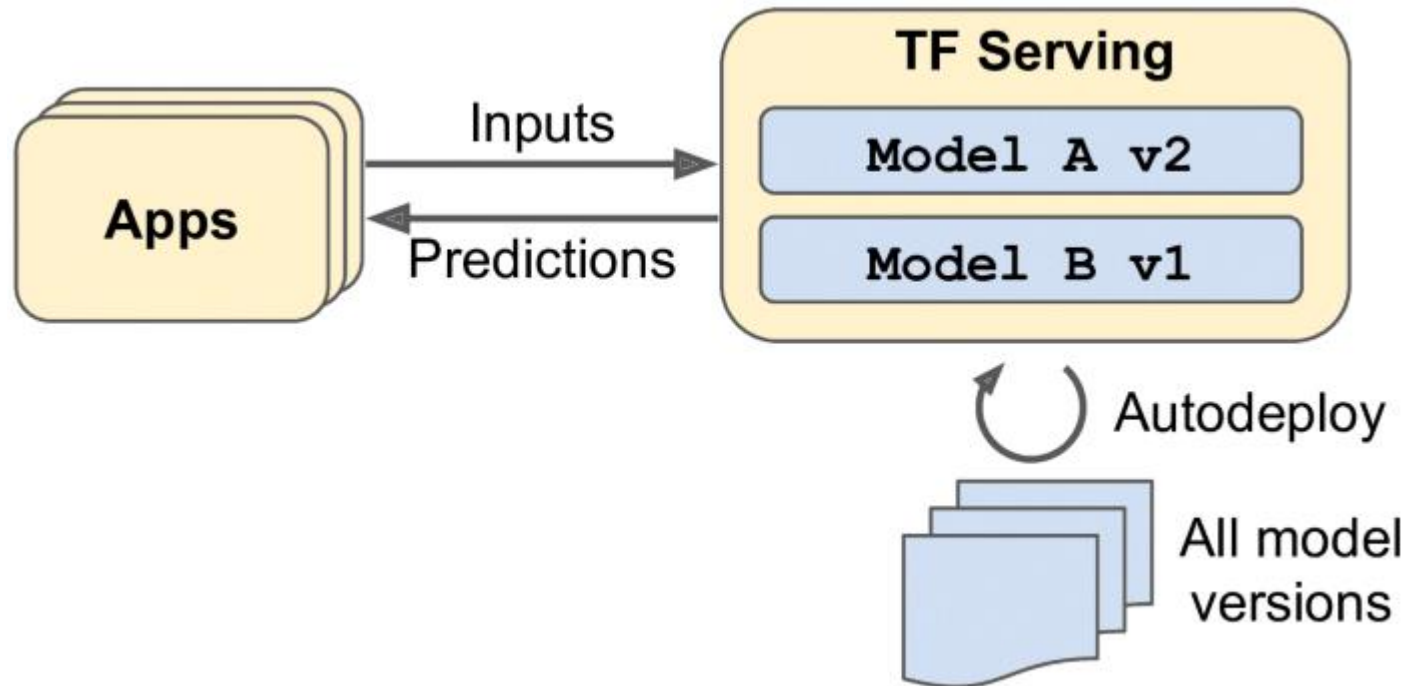 TF Serving
Inputs
Model A v2
Apps
Predictions
Model B v1
Autodeploy
All model
versions